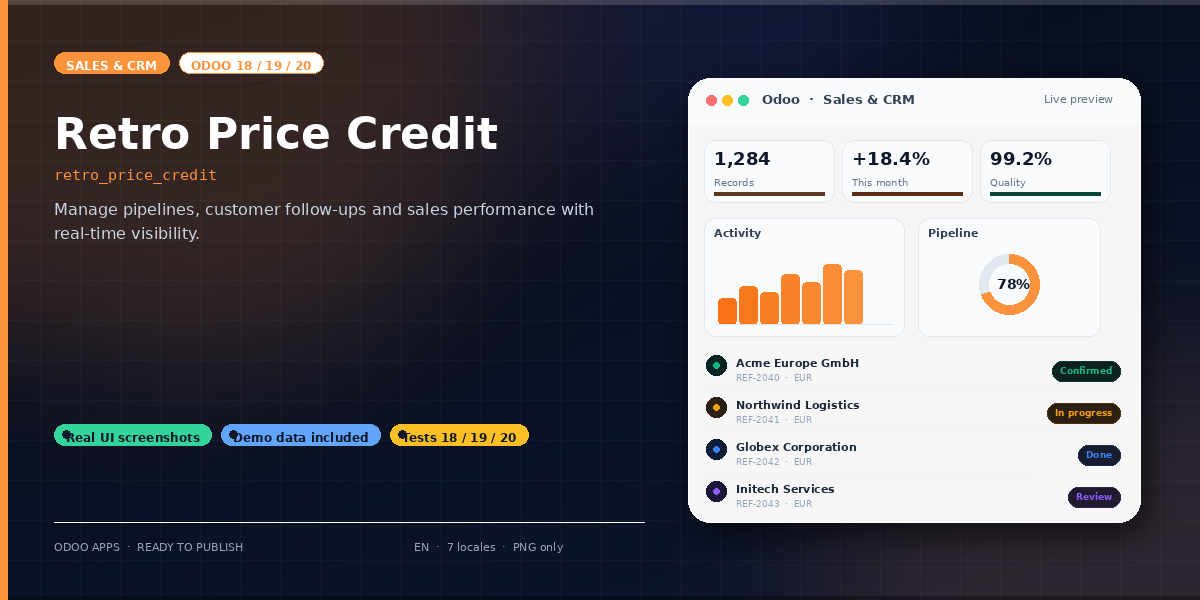 SALES & CRM
ODOO 18 / 19 / 20
Retro Price Credit
retro_price_credit
Manage pipelines, customer follow-ups and sales performance with
real-time visibility.
Real UI screenshots
Demo data included
Tests 18 / 19 / 20
ODOO APPS · READY TO PUBLISH
EN · 7 locales · PNG only
Odoo · Sales & CRM
Live preview
1,284
Records
+18.4%
This month
99.2%
Quality
Activity
Pipeline
78%
Acme Europe GmbH
REF-2040 · EUR
Confirmed
Northwind Logistics
REF-2041 · EUR
In progress
Globex Corporation
REF-2042 · EUR
Done
Initech Services
REF-2043 · EUR
Review